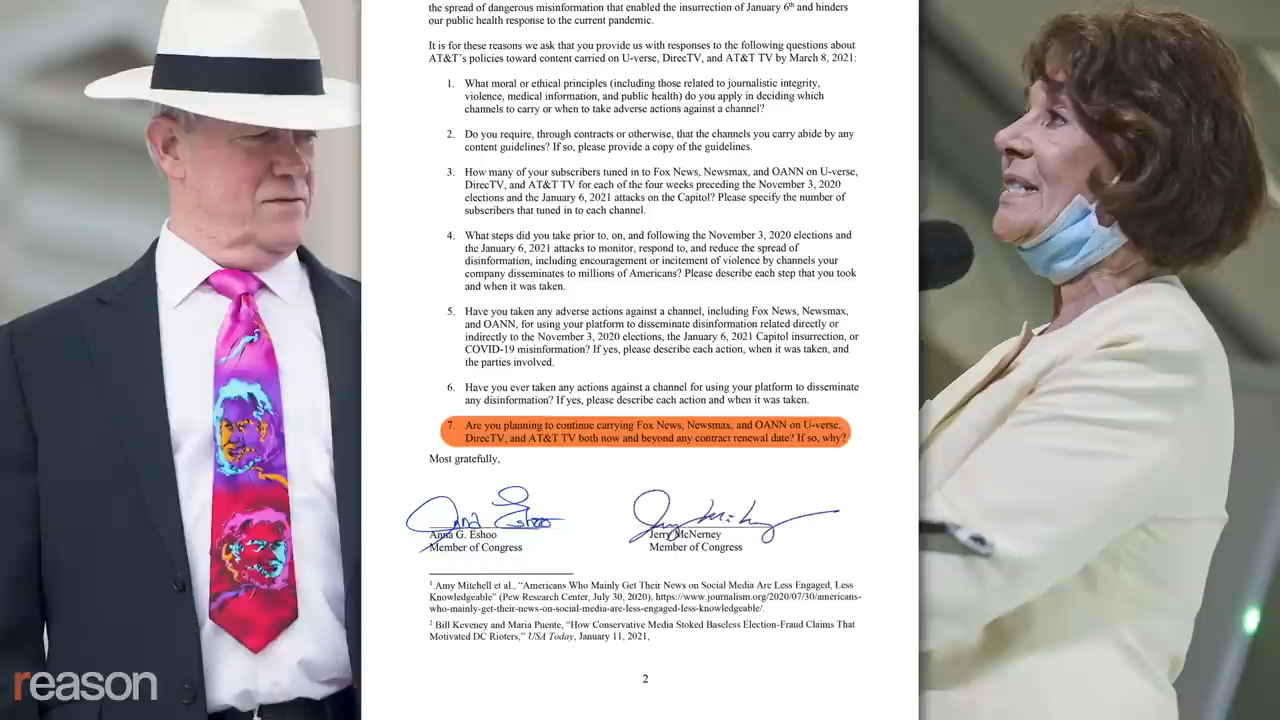 the spread of dangerous misinformation that enabled the insurrection of January 6th and hinders
our public health response to the current pandemic.
It is for these reasons we ask that you provide us with responses to the following questions about
AT&T's policies toward content carried on U-verse, DirecTV, and AT&T TV by March 8, 2021:
1. What moral or ethical principles (including those related to journalistic integrity,
violence, medical information, and public health) do you apply in deciding which
channels to carry or when to take adverse actions against a channel?
2. Do you require, through contracts or otherwise, that the channels you carry abide by any
content guidelines? If so, please provide a copy of the guidelines.
3. How many of your subscribers tuned in to Fox News, Newsmax, and OANN on U-verse,
DirecTV, and AT&T TV for each of the four weeks preceding the November 3, 2020
elections and the January 6, 2021 attacks on the Capitol? Please specify the number of
subscribers that tuned in to each channel.
4. What steps did you take prior to, on, and following the November 3, 2020 elections and
the January 6, 2021 attacks to monitor, respond to, and reduce the spread of
disinformation, including encouragement or incitement of violence by channels your
company disseminates to millions of Americans? Please describe each step that you took
and when it was taken.
5. Have you taken any adverse actions against a channel, including Fox News, Newsmax,
and OANN, for using your platform to disseminate disinformation related directly or
indirectly to the November 3, 2020 elections, the January 6, 2021 Capitol insurrection, or
COVID-19 misinformation? If yes, please describe each action, when it was taken, and
the parties involved.
6. Have you ever taken any actions against a channel for using your platform to disseminate
any disinformation? If yes, please describe each action and when it was taken.
7. Are you planning to continue carrying Fox News, Newsmax, and OANN on U-verse,
DirecTV, and AT&T TV both now and beyond any contract renewal date? If so, why?
Most gratefully,
Anna Eshoo
Jerry McNerney
Anna G. Eshoo
Member of Congress
Jerry McNerney
Member of Congress
1 Amy Mitchell et al., “Americans Who Mainly Get Their News on Social Media Are Less Engaged, Less
Knowledgeable” (Pew Research Center, July 30, 2020), https://www.journalism.org/2020/07/30/americans-
who-mainly-get-their-news-on-social-media-are-less-engaged-less-knowledgeable/.
2 Bill Keveney and Maria Puente, “How Conservative Media Stoked Baseless Election-Fraud Claims That
Motivated DC Rioters,” USA Today, January 11, 2021,
2
reason